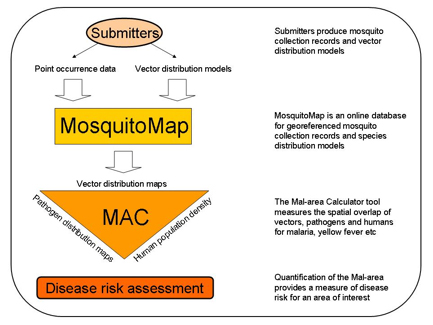 Submitters
Submitters produce mosquito
collection records and vector
distribution models
Point occurrence data
Vector distribution models
MosquitoMap
MosquitoMap is an online database
for georeferenced mosquito
collection records and species
distribution models
Vector distribution maps
Pathogen distribution maps
MAC
Human population density
The Mal-area Calculator tool
measures the spatial overlap of
vectors, pathogens and humans
for malaria, yellow fever etc
Disease risk assessment
Quantification of the Mal-area
provides a measure of disease
risk for an area of interest